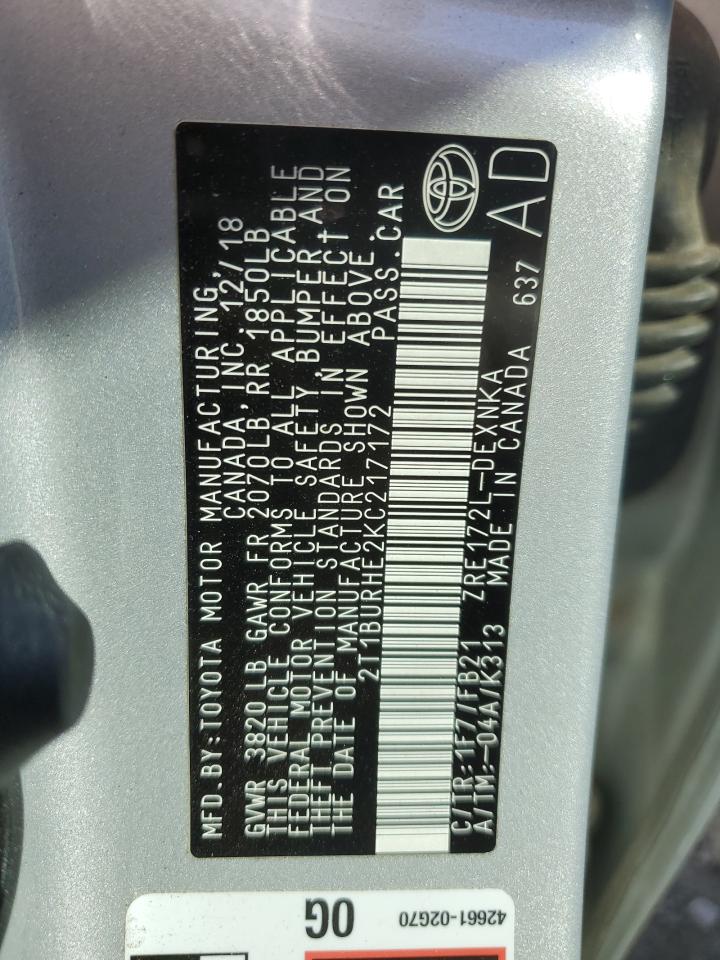 MFD.BY:TOYOTA MOTOR MANUFACTURING,
CANADA, INC. 12/18
GVWR 3820 LB GAWR FR 2070LB, RR 1850LB
THIS VEHICLE CONFORMS TO ALL APPLICABLE
FEDERAL MOTOR VEHICLE SAFETY, BUMPER AND
THEFT PREVENTION STANDARDS IN EFFECT ON
THE DATE OF MANUFACTURE SHOWN ABOVE.
2T1BURHE2KC217172 PASS.CAR
C/TR: 1F7/FB21 ZRE172L-DEXNKA 637
A/TM:-04A/K313 MADE IN CANADA AD
0G
42661-02G70